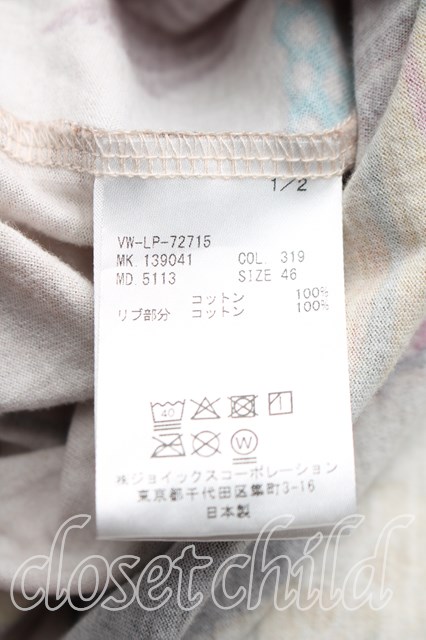 1/2
VW-LP-72715
MK. 139041 COL. 319
MD. 5113 SIZE 46
コットン 100%
リブ部分 コットン 100%
40 1
W
株ジョイックスコーポレーション
東京都千代田区麹町3-16
日本製
closetchild